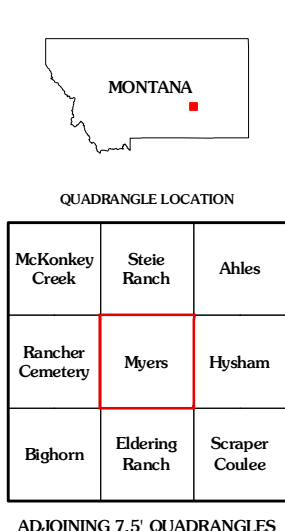 MONTANA
QUADRANGLE LOCATION
McKonkey
Creek
Steie
Ranch
Ahles
Rancher
Cemetery
Myers
Hysham
Bighorn
Eldering
Ranch
Scraper
Coulee
ADJOINING 7.5' QUADRANGLES